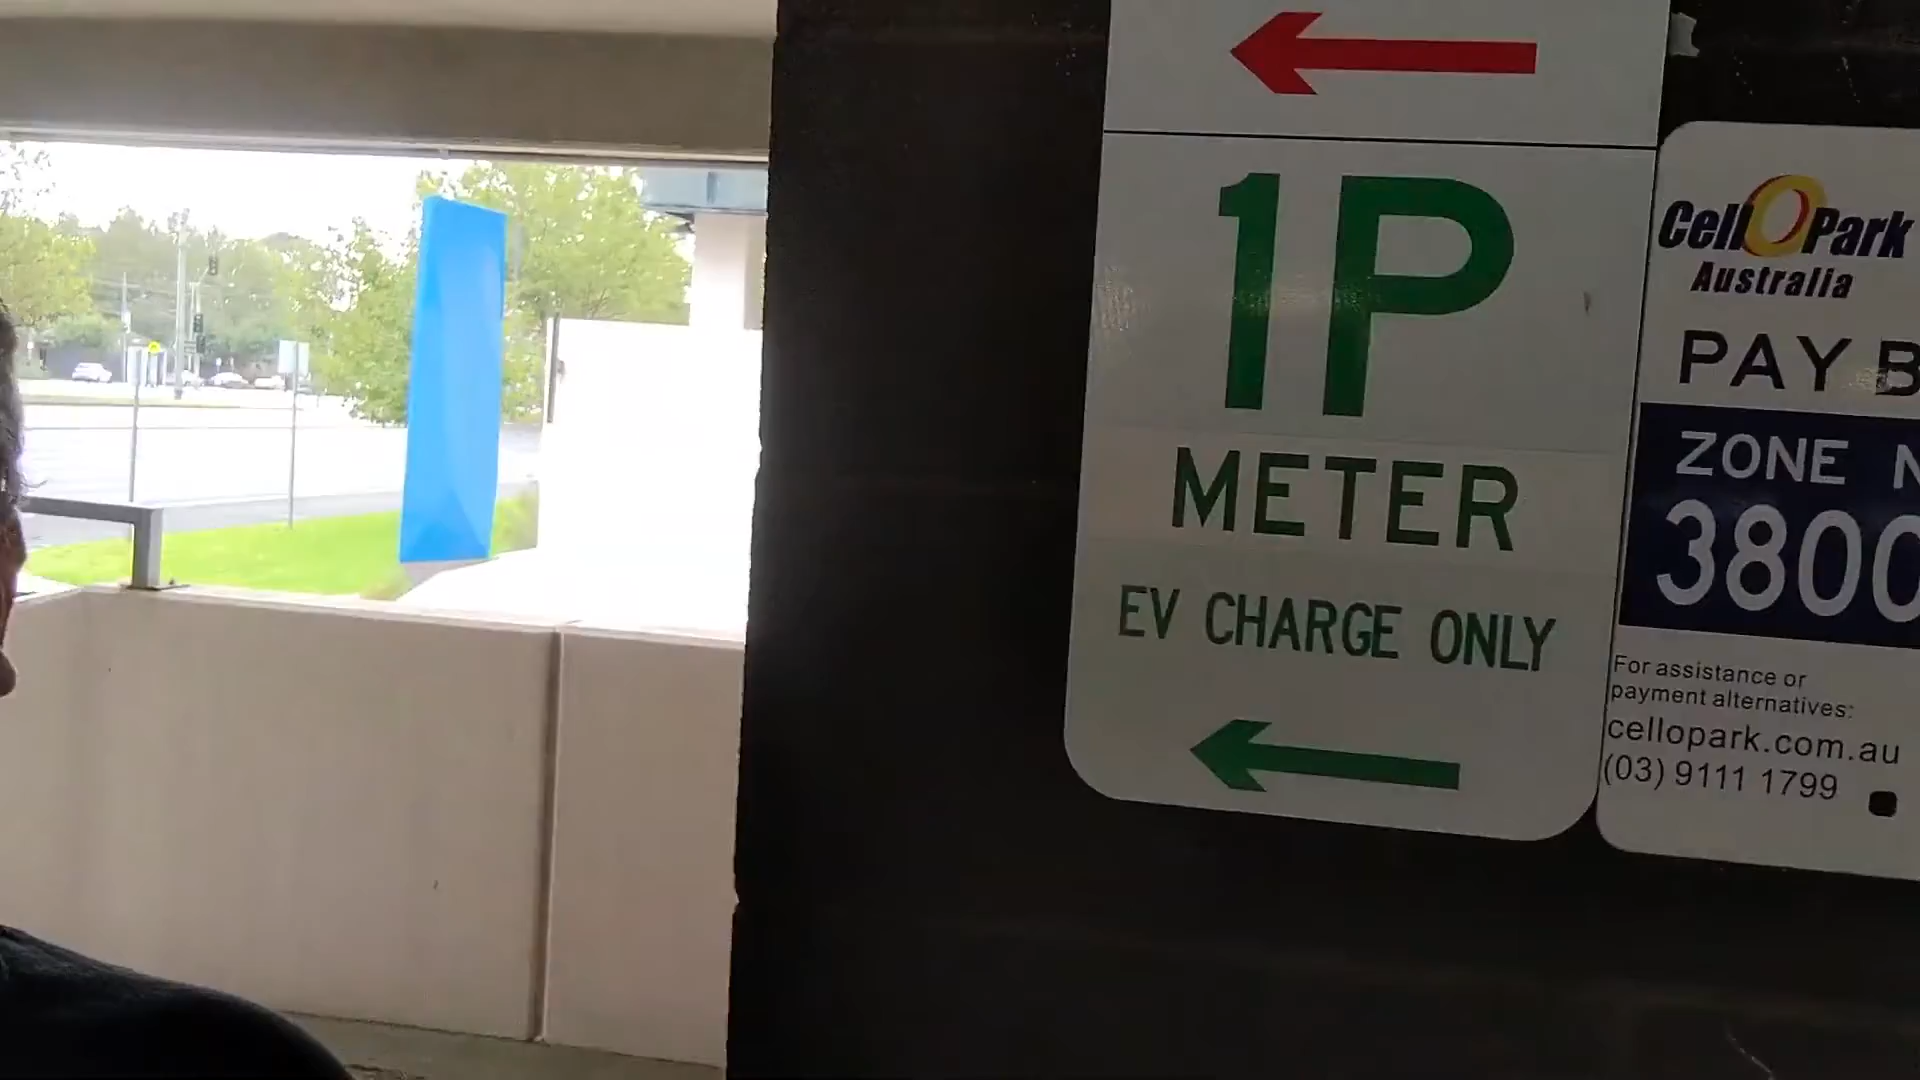 1P
METER
EV CHARGE ONLY
CellOPark
Australia
PAY
ZONE
3800
For assistance or
payment alternatives:
cellopark.com.au
(03) 9111 1799